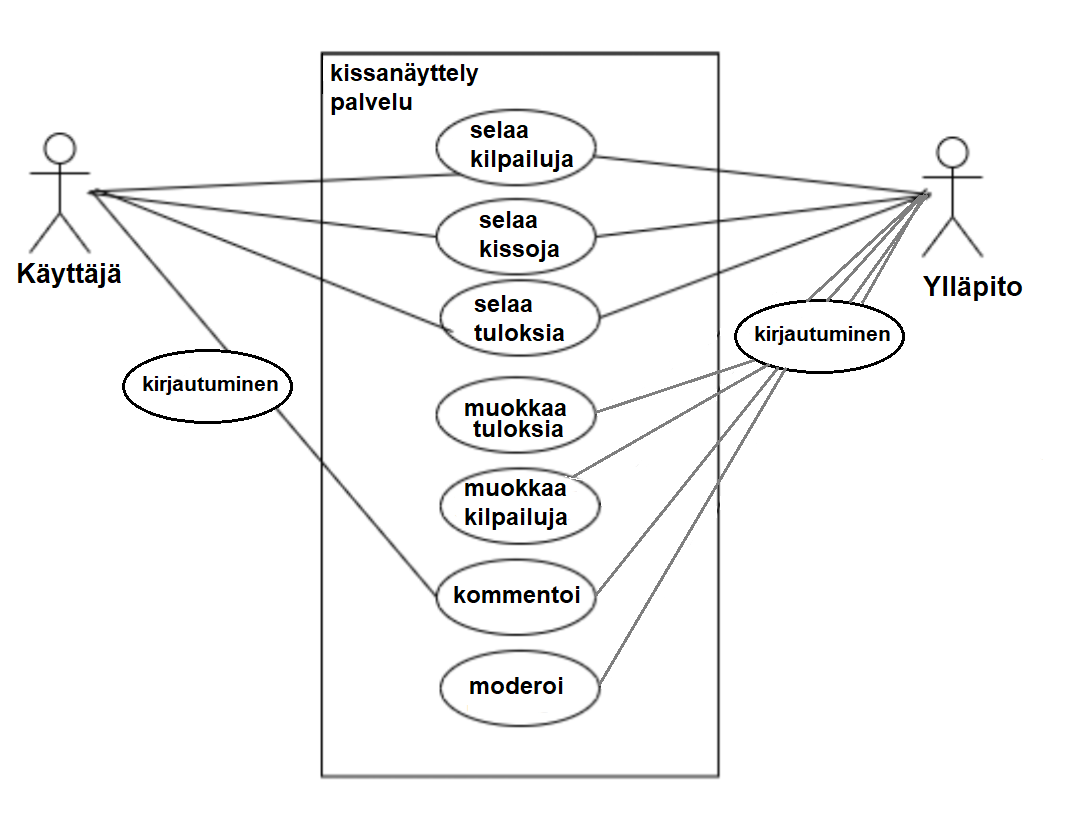 kissanäyttely
palvelu
selaa
kilpailuja
selaa
kissoja
Käyttäjä
Ylläpito
selaa
tuloksia
kirjautuminen
kirjautuminen
muokkaa
tuloksia
muokkaa
kilpailuja
kommentoi
moderoi